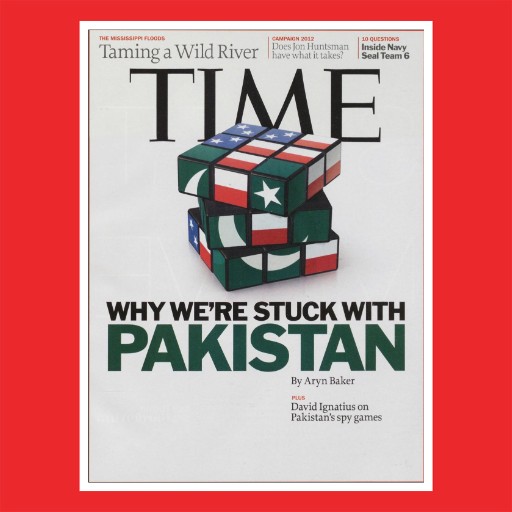 THE MISSISSIPPI FLOODS
Taming a Wild River
CAMPAIGN 2012
Does Jon Huntsman
have what it takes?
10 QUESTIONS
Inside Navy
Seal Team 6
TIME
WHY WE'RE STUCK WITH
PAKISTAN
By Aryn Baker
PLUS
David Ignatius on
Pakistan's spy games